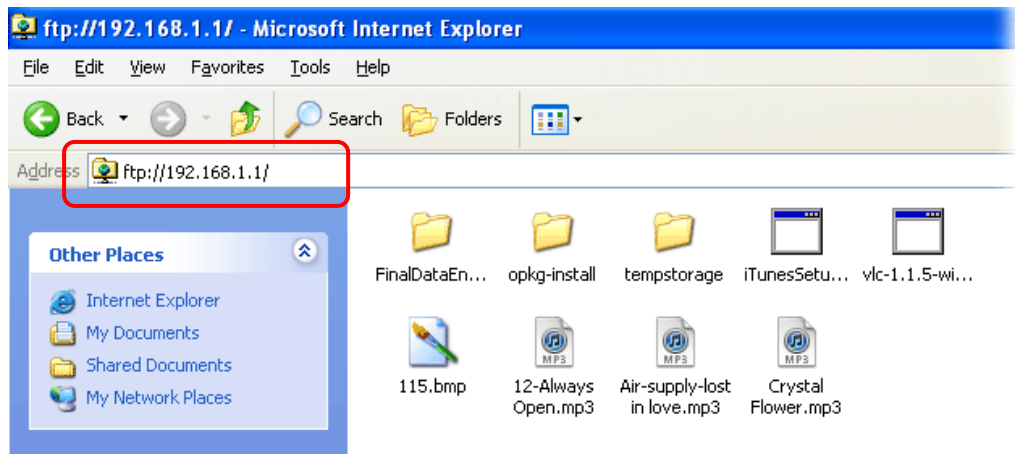 ftp://192.168.1.1/ - Microsoft Internet Explorer
File Edit View Favorites Tools Help
Back Search Folders
Address ftp://192.168.1.1/
Other Places
Internet Explorer
My Documents
Shared Documents
My Network Places
FinalDataEn... opkg-install tempstorage iTunesSetu... vlc-1.1.5-wi...
MP3 MP3 MP3
115.bmp 12-Always Air-supply-lost Crystal
Open.mp3 in love.mp3 Flower.mp3